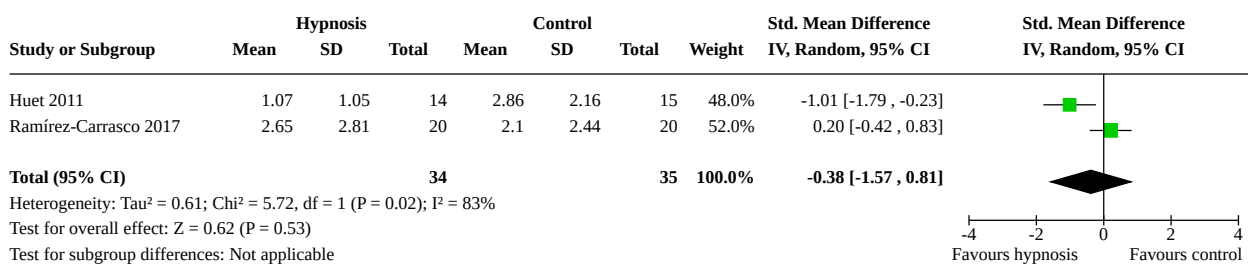 Hypnosis Control Std. Mean Difference Std. Mean Difference
Study or Subgroup Mean SD Total Mean SD Total Weight IV, Random, 95% CI IV, Random, 95% CI
Huet 2011 1.07 1.05 14 2.86 2.16 15 48.0% -1.01 [-1.79 , -0.23]
Ramírez-Carrasco 2017 2.65 2.81 20 2.1 2.44 20 52.0% 0.20 [-0.42 , 0.83]
Total (95% CI) 34 35 100.0% -0.38 [-1.57 , 0.81]
Heterogeneity: Tau² = 0.61; Chi² = 5.72, df = 1 (P = 0.02); I² = 83%
Test for overall effect: Z = 0.62 (P = 0.53) -4 -2 0 2 4
Test for subgroup differences: Not applicable Favours hypnosis Favours control